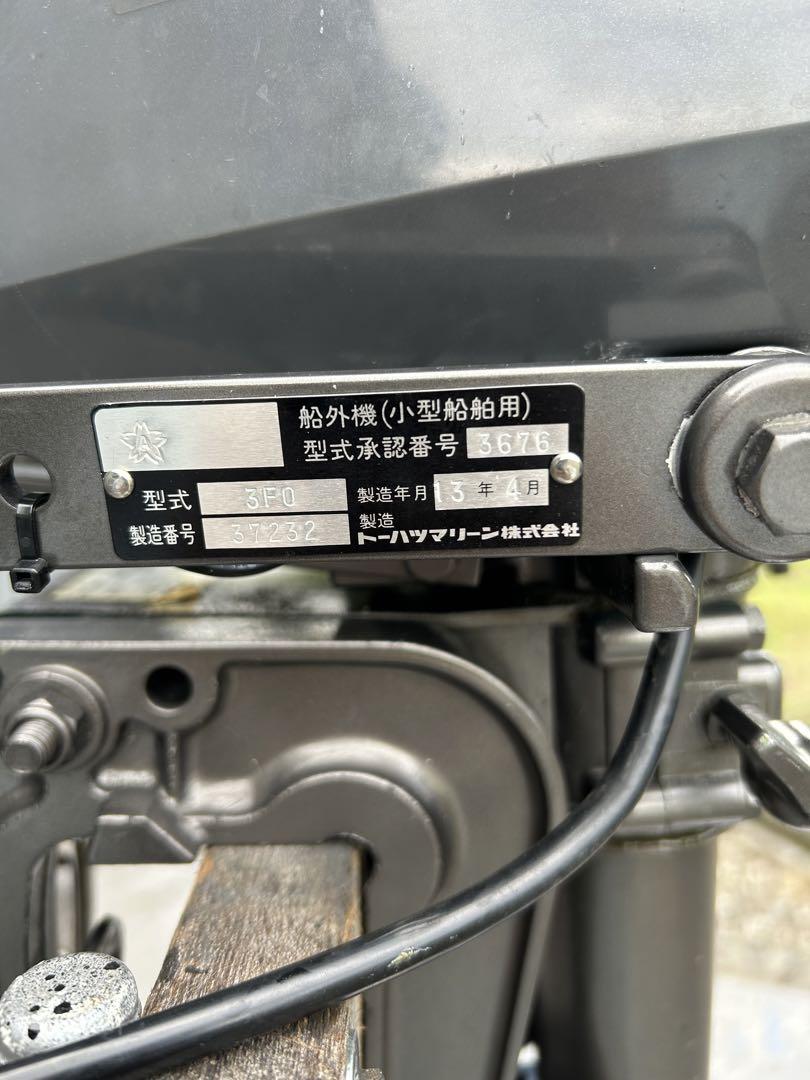 A
船外機(小型船舶用)
型式承認番号 3676
型式 3F0
製造年月 13年 4月
製造番号 37232
製造
トーハツマリーン株式会社